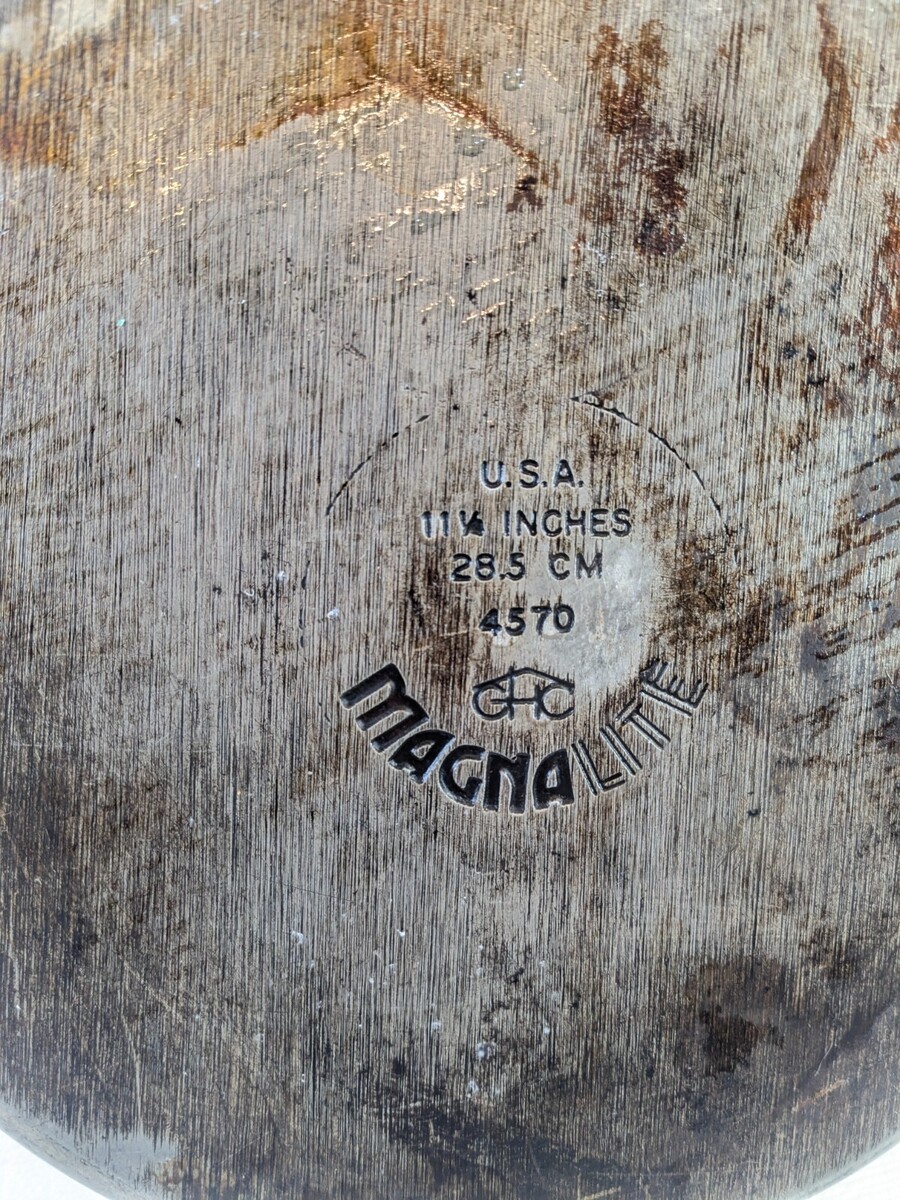 U.S.A.
11¼ INCHES
28.5 CM
4570
GHC
MAGNALITE